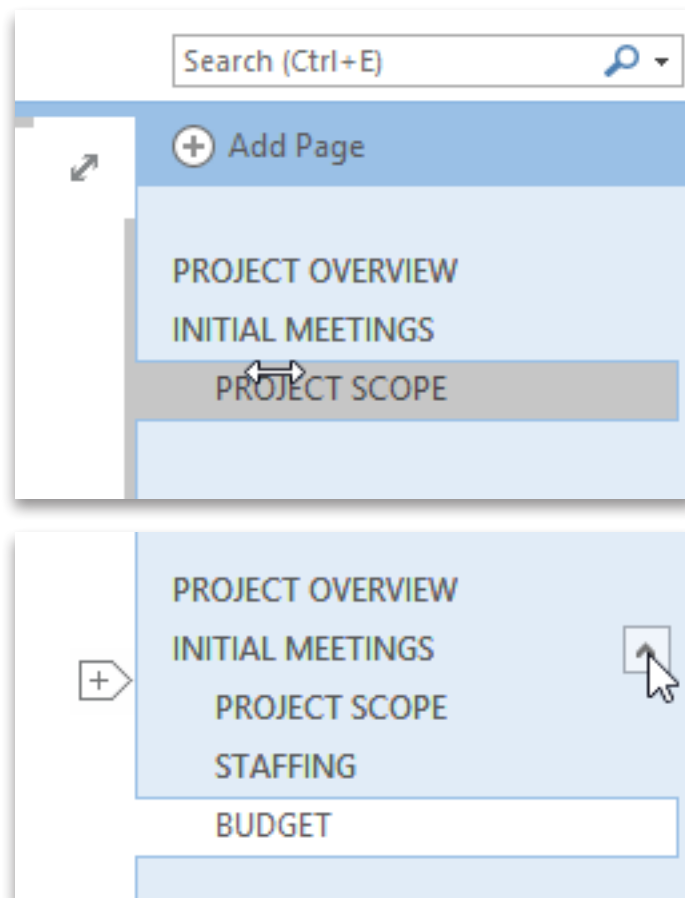 Search (Ctrl+E)
Add Page
PROJECT OVERVIEW
INITIAL MEETINGS
PROJECT SCOPE
PROJECT OVERVIEW
INITIAL MEETINGS
PROJECT SCOPE
STAFFING
BUDGET